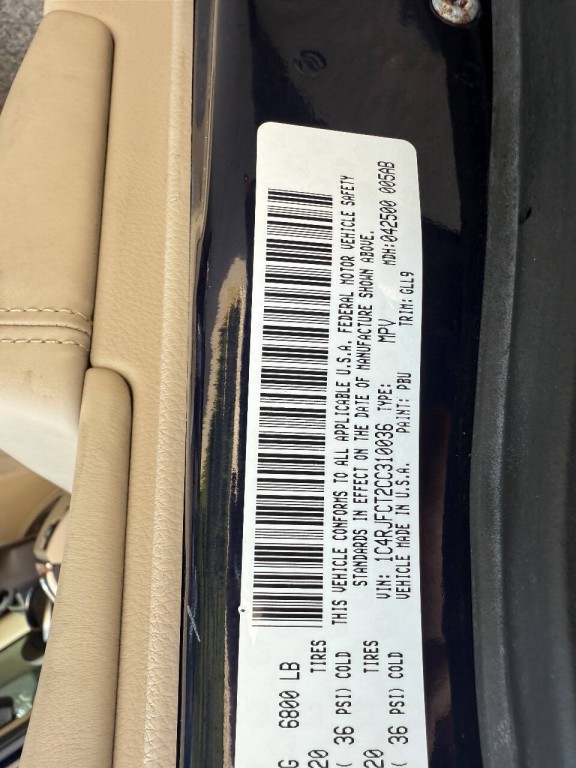 G 6800 LB
20 TIRES
( 36 PSI) COLD
20 TIRES
( 36 PSI) COLD
THIS VEHICLE CONFORMS TO ALL APPLICABLE U.S.A. FEDERAL MOTOR VEHICLE SAFETY
STANDARDS IN EFFECT ON THE DATE OF MANUFACTURE SHOWN ABOVE.
VIN: 1C4RJFCT2CC310036 TYPE: MPV MDH:042500 005AB
VEHICLE MADE IN U.S.A. PAINT: PBU TRIM: GLL9